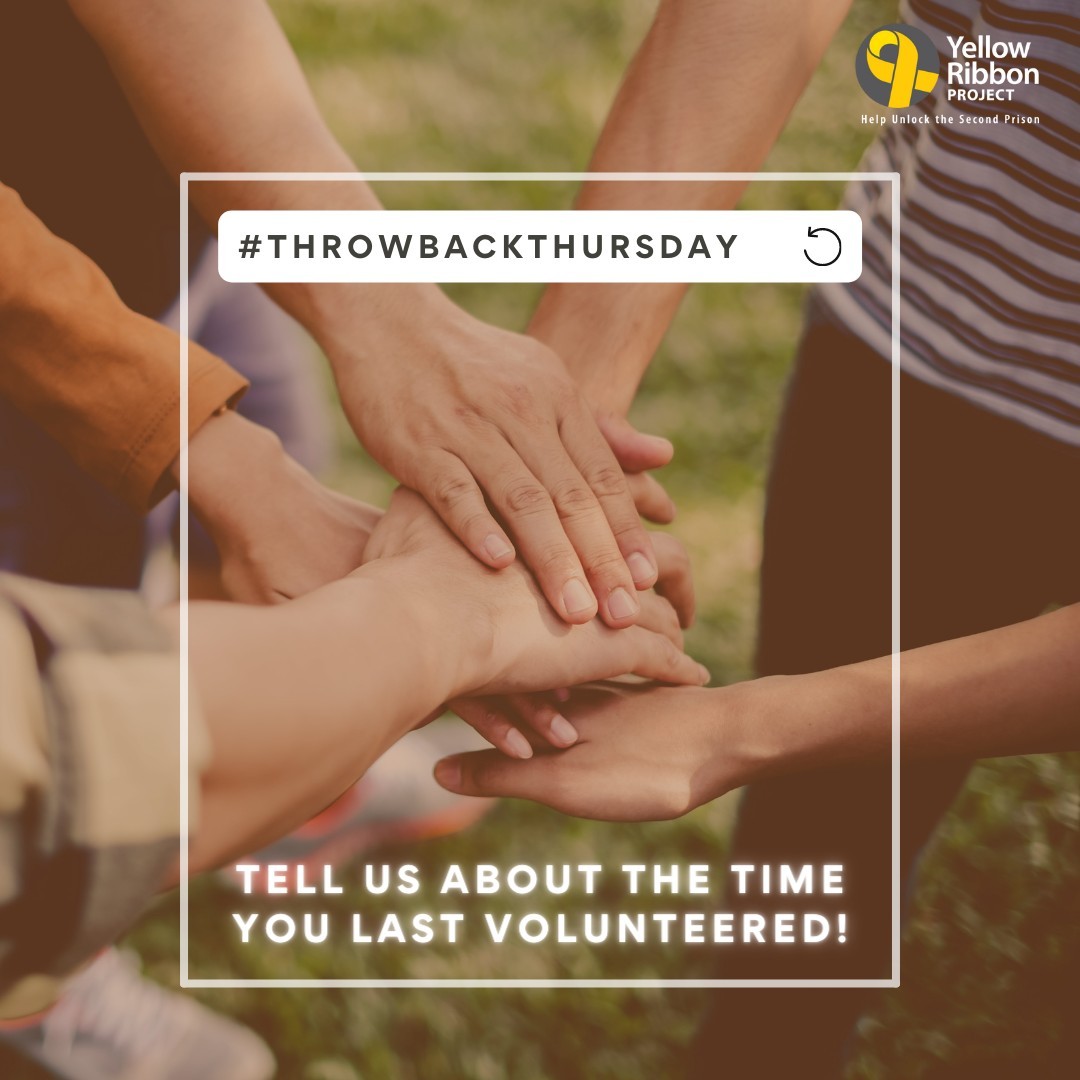 Yellow
Ribbon
PROJECT
Help Unlock the Second Prison
#THROWBACKTHURSDAY
TELL US ABOUT THE TIME
YOU LAST VOLUNTEERED!